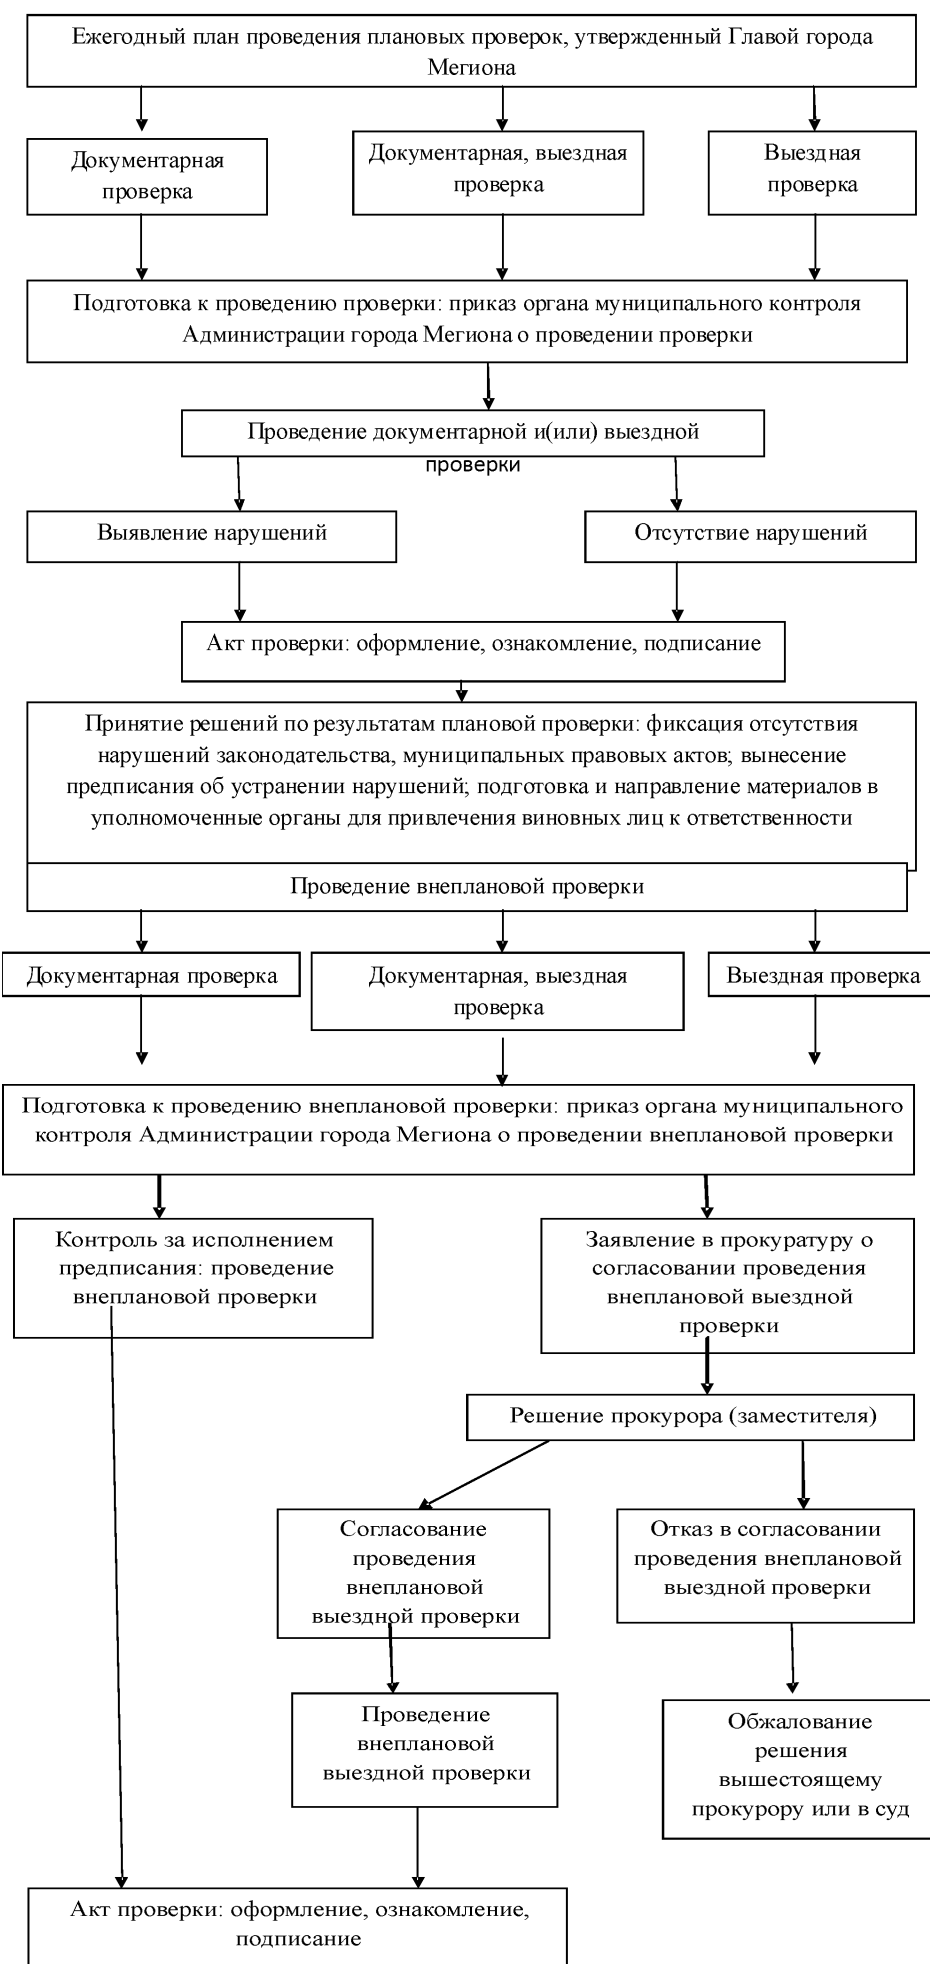 Ежегодный план проведения плановых проверок, утвержденный Главой города
Мегиона
Документарная
проверка
Документарная, выездная
проверка
Выездная
проверка
Подготовка к проведению проверки: приказ органа муниципального контроля
Администрации города Мегиона о проведении проверки
Проведение документарной и(или) выездной
проверки
Выявление нарушений
Отсутствие нарушений
Акт проверки: оформление, ознакомление, подписание
Принятие решений по результатам плановой проверки: фиксация отсутствия
нарушений законодательства, муниципальных правовых актов; вынесение
предписания об устранении нарушений; подготовка и направление материалов в
уполномоченные органы для привлечения виновных лиц к ответственности
Проведение внеплановой проверки
Документарная проверка
Документарная, выездная
проверка
Выездная проверка
Подготовка к проведению внеплановой проверки: приказ органа муниципального
контроля Администрации города Мегиона о проведении внеплановой проверки
Контроль за исполнением
предписания: проведение
внеплановой проверки
Заявление в прокуратуру о
согласовании проведения
внеплановой выездной
проверки
Решение прокурора (заместителя)
Согласование
проведения
внеплановой
выездной проверки
Отказ в согласовании
проведения внеплановой
выездной проверки
Проведение
внеплановой
выездной проверки
Обжалование
решения
вышестоящему
прокурору или в суд
Акт проверки: оформление, ознакомление,
подписание